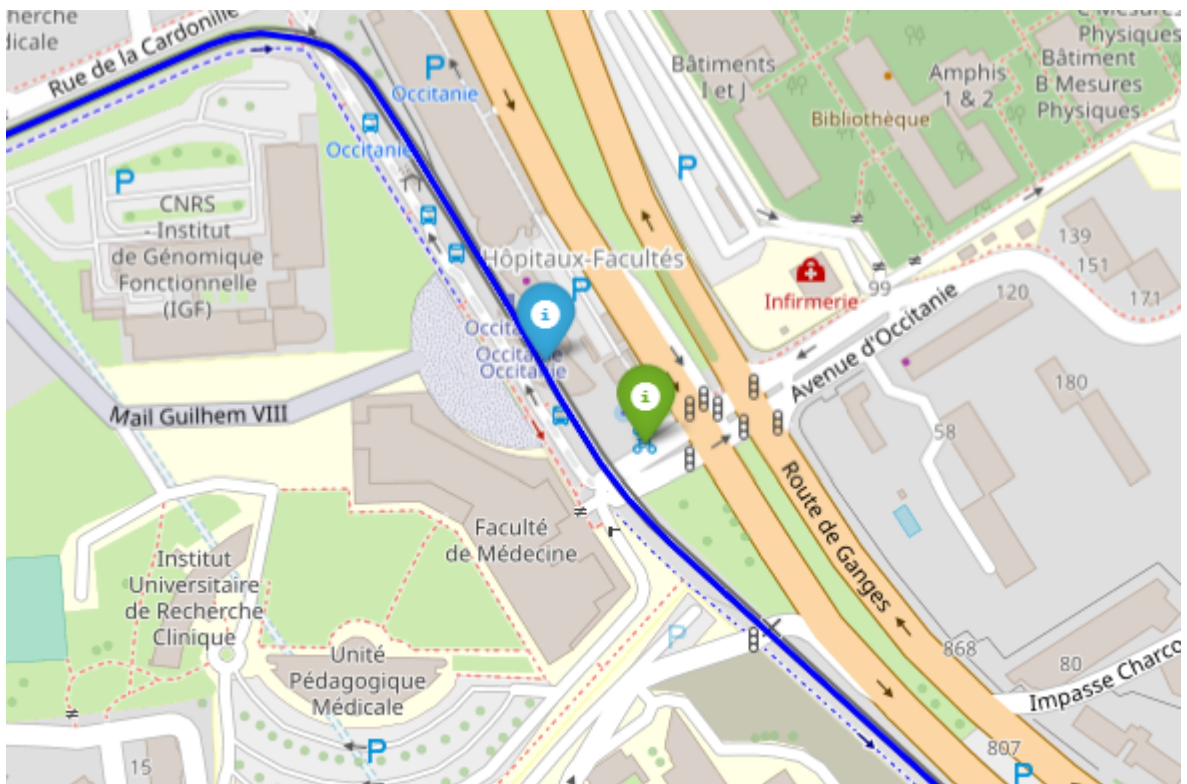 Rue de la Cardonille
P
Occitanie
Bâtiments
I et J
Bibliothèque
Amphis
1 & 2
Physiques
Bâtiment
B Mesures
Physiques
P
Occitanie
P
CNRS
- Institut
de Génomique
Fonctionnelle
(IGF)
Hôpitaux-Facultés
P
i
Infirmerie
99
139
151
171
120
Occitanie
Occitanie
Avenue d'Occitanie
i
180
58
Mail Guilhem VIII
Faculté
de Médecine
Route de Ganges
Institut
Universitaire
de Recherche
Clinique
Unité
Pédagogique
Médicale
P
868
80
Impasse Charco
15
P
807
P